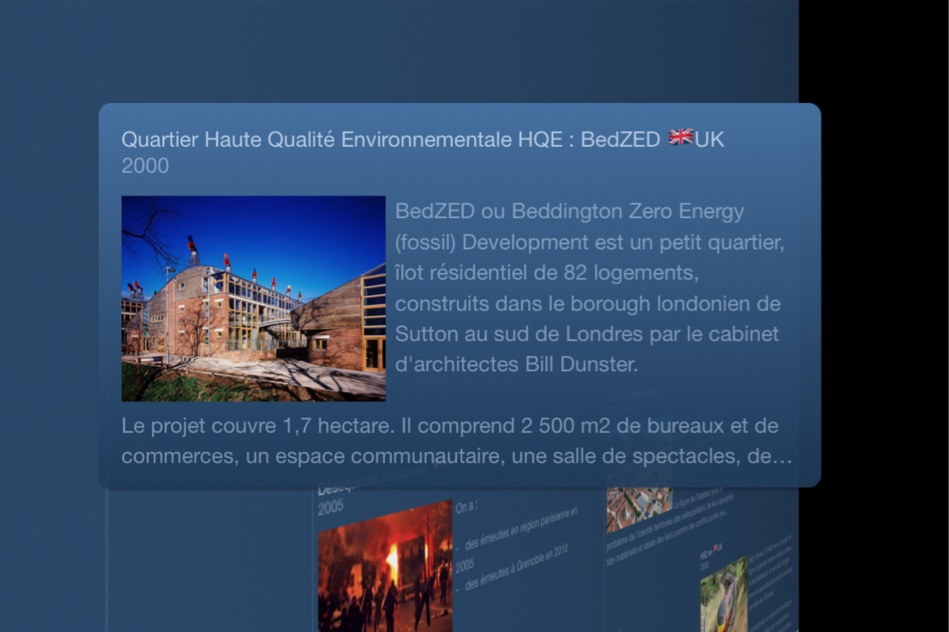 Quartier Haute Qualité Environnementale HQE : BedZED 🇬🇧UK
2000
BedZED ou Beddington Zero Energy
(fossil) Development est un petit quartier,
îlot résidentiel de 82 logements,
construits dans le borough londonien de
Sutton au sud de Londres par le cabinet
d'architectes Bill Dunster.
Le projet couvre 1,7 hectare. Il comprend 2 500 m2 de bureaux et de
commerces, un espace communautaire, une salle de spectacles, de…
2005
On a :
- des émeutes en région parisienne en
2005
- des émeutes à Grenoble en 2010